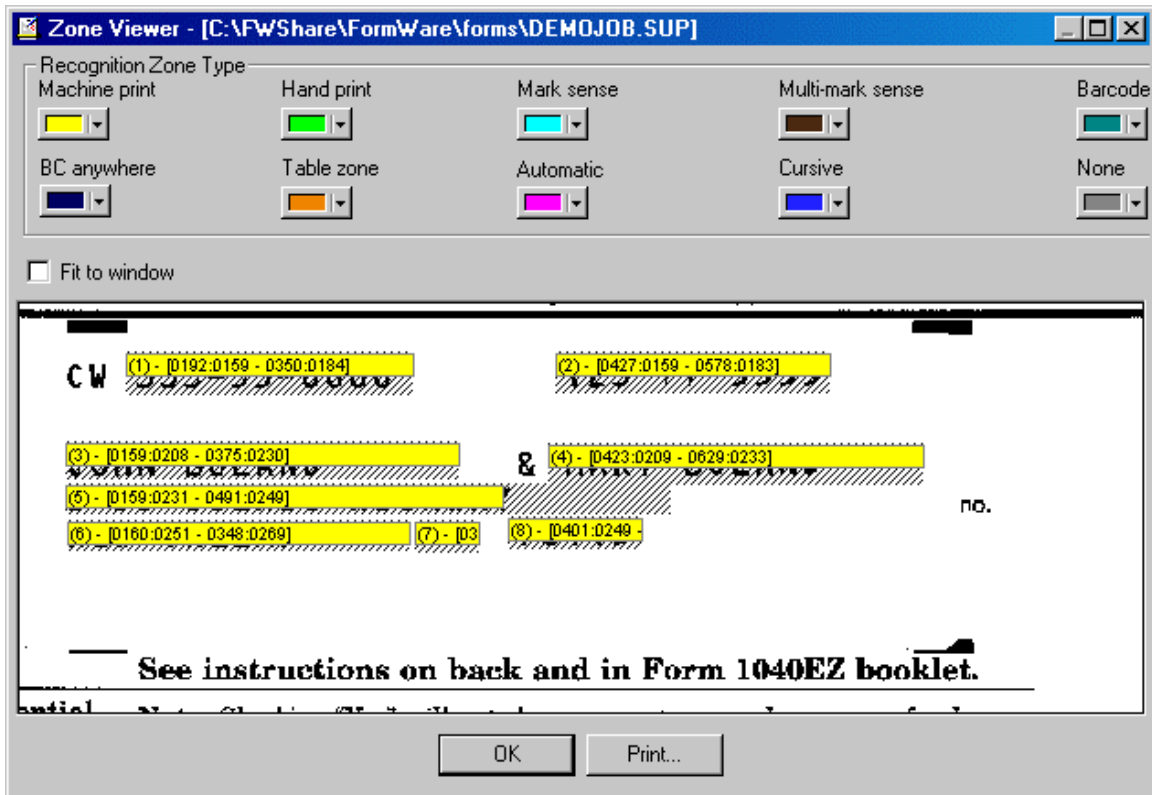 Zone Viewer - [C:\FWShare\FormWare\forms\DEMOJOB.SUP]
Recognition Zone Type
Machine print Hand print Mark sense Multi-mark sense Barcode
BC anywhere Table zone Automatic Cursive None
Fit to window
CW (1) - [0192:0159 - 0350:0184] (2) - [0427:0159 - 0578:0183]
(3) - [0159:0208 - 0375:0230] & (4) - [0423:0209 - 0629:0233]
(5) - [0159:0231 - 0491:0249] no.
(6) - [0160:0251 - 0348:0269] (7) - [03 (8) - [0401:0249 -
See instructions on back and in Form 1040EZ booklet.
OK Print...